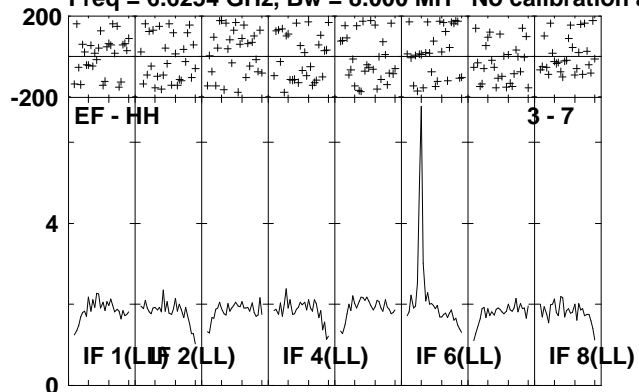 Freq = 6.6254 GHz, Bw = 8.000 MH No calibration a
200
-200
EF - HH 3 - 7
4
IF 1(LL) IF 2(LL) IF 4(LL) IF 6(LL) IF 8(LL)
0